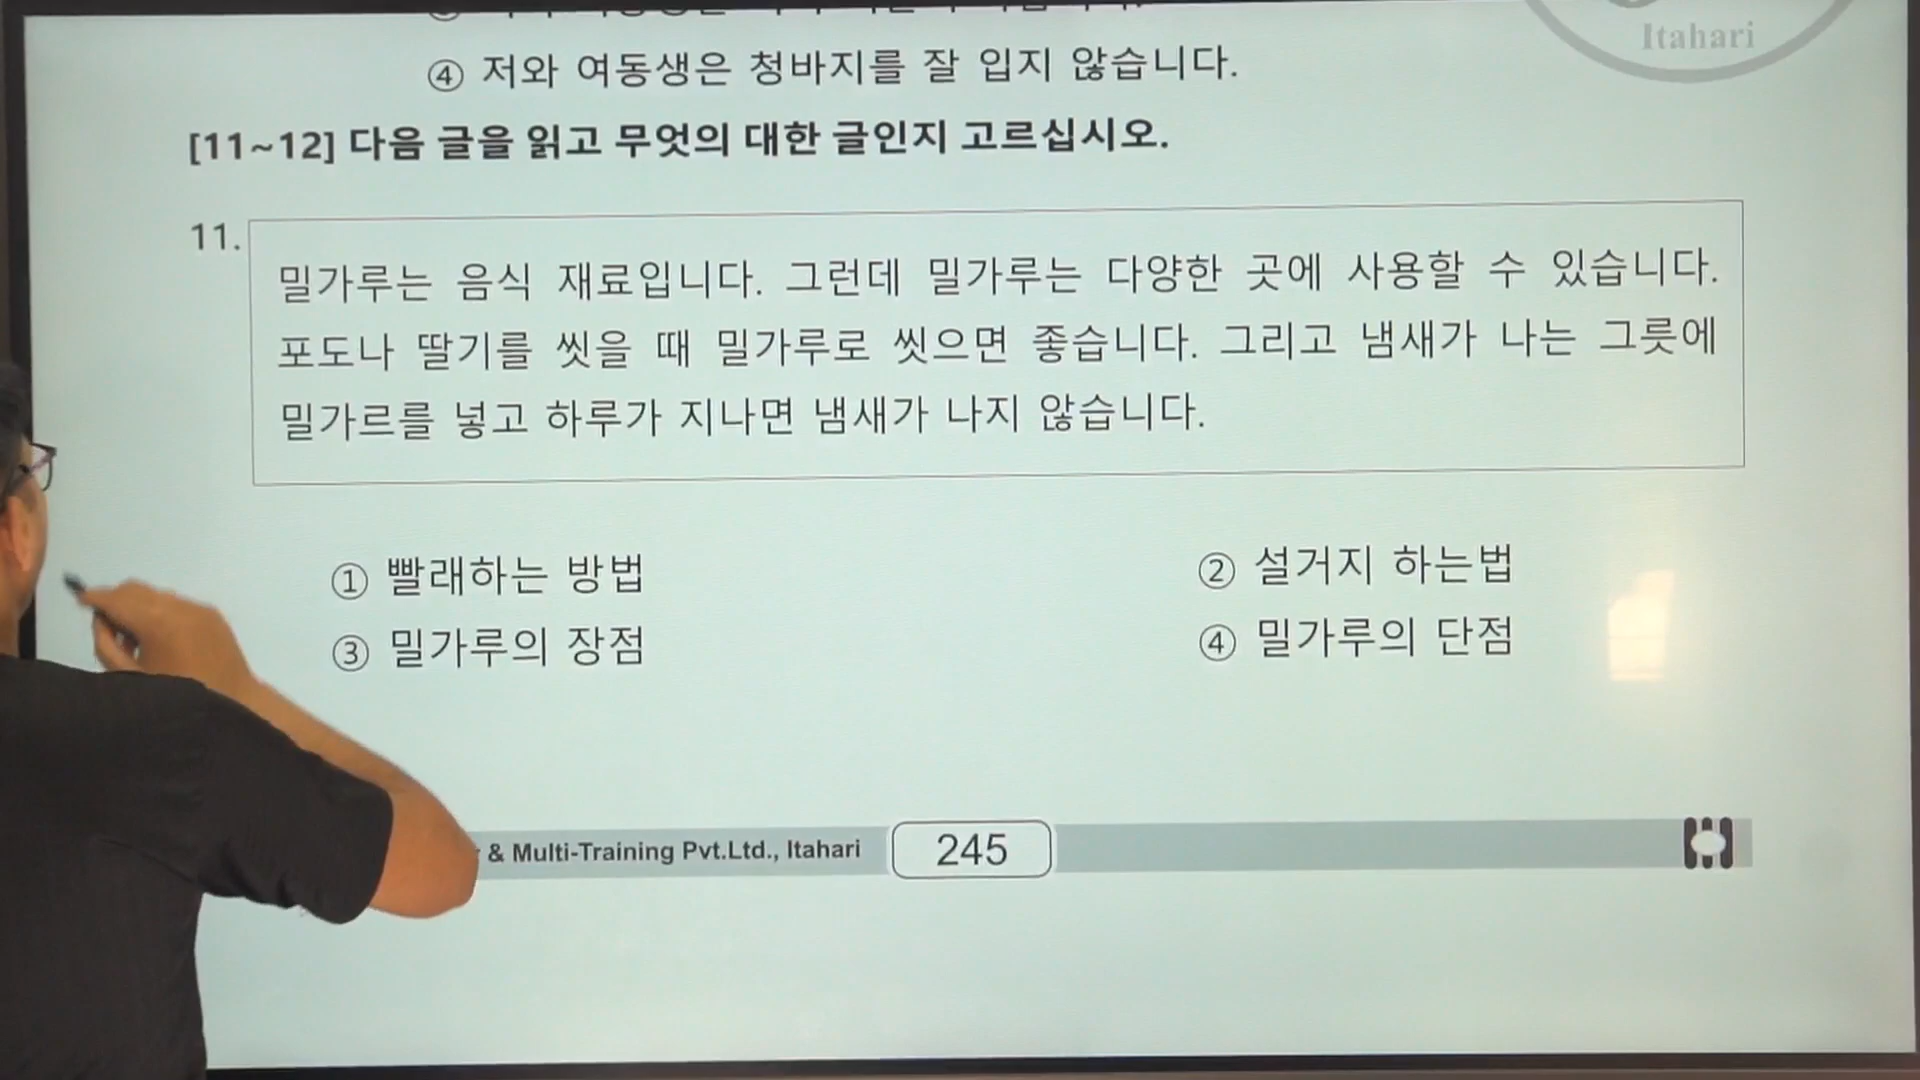 Itahari
④ 저와 여동생은 청바지를 잘 입지 않습니다.
[11~12] 다음 글을 읽고 무엇의 대한 글인지 고르십시오.
11.
밀가루는 음식 재료입니다. 그런데 밀가루는 다양한 곳에 사용할 수 있습니다.
포도나 딸기를 씻을 때 밀가루로 씻으면 좋습니다. 그리고 냄새가 나는 그릇에
밀가르를 넣고 하루가 지나면 냄새가 나지 않습니다.
① 빨래하는 방법
② 설거지 하는법
③ 밀가루의 장점
④ 밀가루의 단점
& Multi-Training Pvt.Ltd., Itahari
245